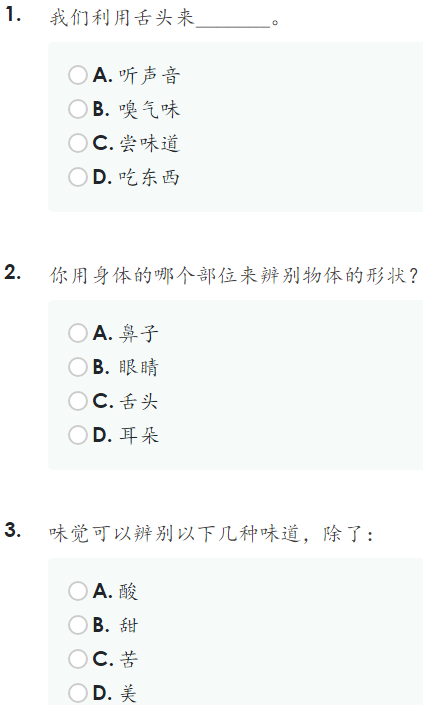 1. 我们利用舌头来________。
A. 听声音
B. 嗅气味
C. 尝味道
D. 吃东西
2. 你用身体的哪个部位来辨别物体的形状?
A. 鼻子
B. 眼睛
C. 舌头
D. 耳朵
3. 味觉可以辨别以下几种味道，除了：
A. 酸
B. 甜
C. 苦
D. 美